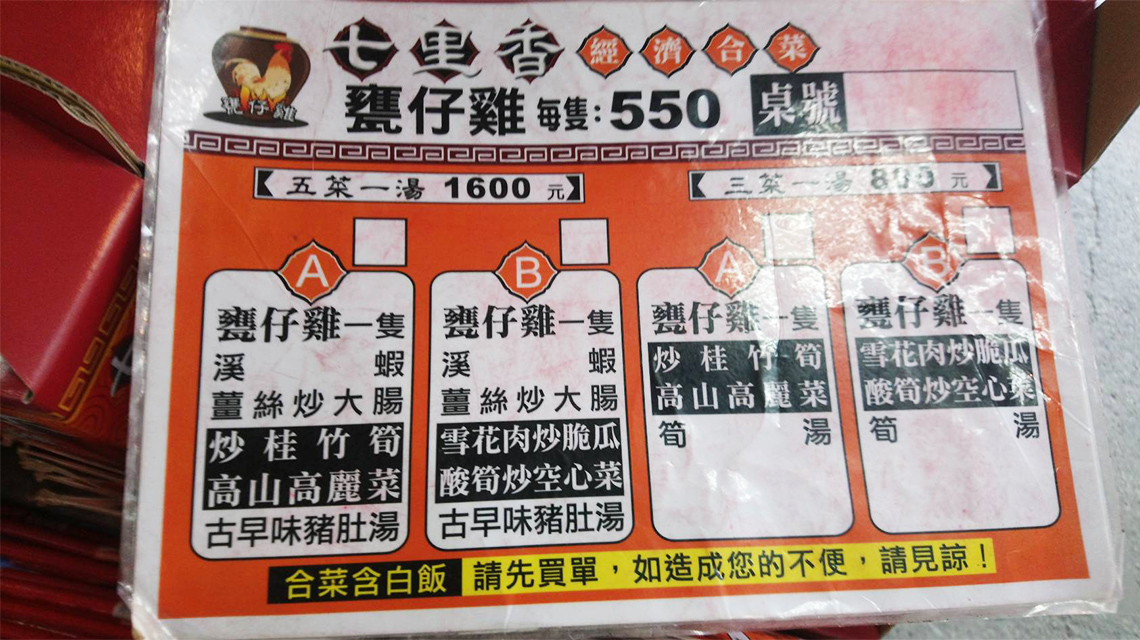 七里香 經濟合菜
甕仔雞
甕仔雞 每隻：550 桌號
五菜一湯 1600 元
三菜一湯 元
A
甕仔雞一隻
溪蝦
薑絲炒大腸
炒桂竹筍
高山高麗菜
古早味豬肚湯
B
甕仔雞一隻
溪蝦
薑絲炒大腸
雪花肉炒脆瓜
酸筍炒空心菜
古早味豬肚湯
A
甕仔雞一隻
炒桂竹筍
高山高麗菜
筍湯
B
甕仔雞一隻
雪花肉炒脆瓜
酸筍炒空心菜
筍湯
合菜含白飯 請先買單，如造成您的不便，請見諒！